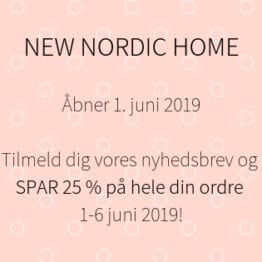 NEW NORDIC HOME
Åbner 1. juni 2019
Tilmeld dig vores nyhedsbrev og
SPAR 25 % på hele din ordre
1-6 juni 2019!